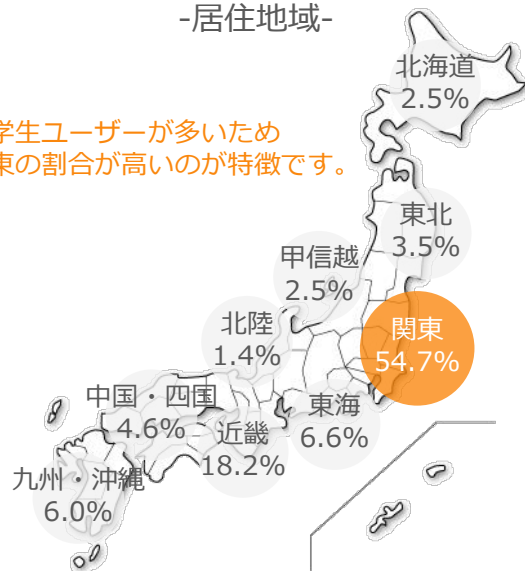 -居住地域-
北海道
2.5%
学生ユーザーが多いため
東の割合が高いのが特徴です。
東北
3.5%
甲信越
2.5%
北陸
1.4%
関東
54.7%
中国・四国
4.6%
東海
6.6%
近畿
18.2%
九州・沖縄
6.0%